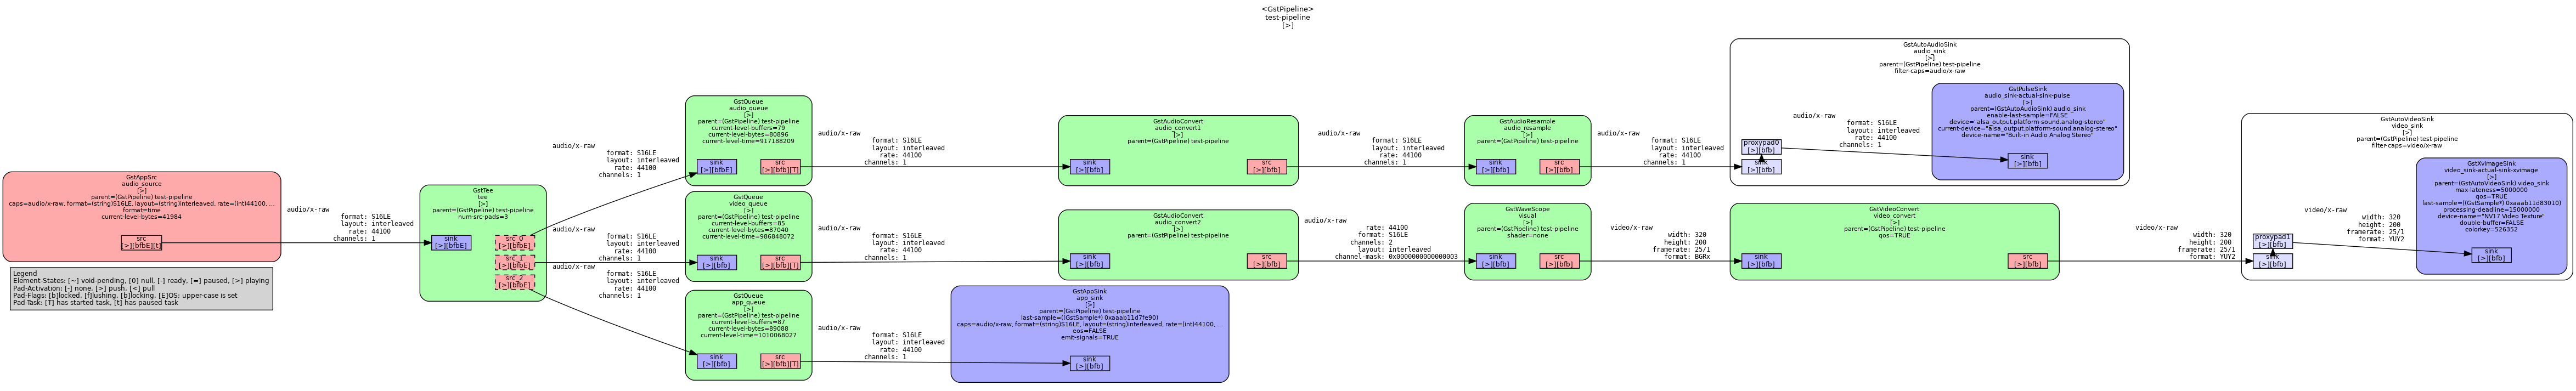 <GstPipeline>
test-pipeline
[>]
GstAppSrc
audio_source
[>]
parent=(GstPipeline) test-pipeline
caps=audio/x-raw, format=(string)S16LE, layout=(string)interleaved, rate=(int)44100, …
format=time
current-level-bytes=41984
src
[>][bfbE][t]
Legend
Element-States: [~] void-pending, [0] null, [-] ready, [=] paused, [>] playing
Pad-Activation: [-] none, [>] push, [<] pull
Pad-Flags: [b]locked, [f]lushing, [b]locking, [E]OS; upper-case is set
Pad-Task: [T] has started task, [t] has paused task
audio/x-raw
format: S16LE
layout: interleaved
rate: 44100
channels: 1
GstTee
tee
[>]
parent=(GstPipeline) test-pipeline
num-src-pads=3
sink
[>][bfbE]
src_0
[>][bfbE]
src_1
[>][bfbE]
src_2
[>][bfbE]
audio/x-raw
format: S16LE
layout: interleaved
rate: 44100
channels: 1
audio/x-raw
format: S16LE
layout: interleaved
rate: 44100
channels: 1
audio/x-raw
format: S16LE
layout: interleaved
rate: 44100
channels: 1
GstQueue
audio_queue
[>]
parent=(GstPipeline) test-pipeline
current-level-buffers=79
current-level-bytes=80896
current-level-time=917188209
sink
[>][bfbE]
src
[>][bfb][T]
audio/x-raw
format: S16LE
layout: interleaved
rate: 44100
channels: 1
GstAudioConvert
audio_convert1
[>]
parent=(GstPipeline) test-pipeline
sink
[>][bfb]
src
[>][bfb]
audio/x-raw
format: S16LE
layout: interleaved
rate: 44100
channels: 1
GstAudioResample
audio_resample
[>]
parent=(GstPipeline) test-pipeline
sink
[>][bfb]
src
[>][bfb]
audio/x-raw
format: S16LE
layout: interleaved
rate: 44100
channels: 1
GstAutoAudioSink
audio_sink
[>]
parent=(GstPipeline) test-pipeline
filter-caps=audio/x-raw
proxypad0
[>][bfb]
sink
[>][bfb]
audio/x-raw
format: S16LE
layout: interleaved
rate: 44100
channels: 1
GstPulseSink
audio_sink-actual-sink-pulse
[>]
parent=(GstAutoAudioSink) audio_sink
enable-last-sample=FALSE
device="alsa_output.platform-sound.analog-stereo"
current-device="alsa_output.platform-sound.analog-stereo"
device-name="Built-in Audio Analog Stereo"
sink
[>][bfb]
GstQueue
video_queue
[>]
parent=(GstPipeline) test-pipeline
current-level-buffers=85
current-level-bytes=87040
current-level-time=986848072
sink
[>][bfb]
src
[>][bfb][T]
audio/x-raw
format: S16LE
layout: interleaved
rate: 44100
channels: 1
GstAudioConvert
audio_convert2
[>]
parent=(GstPipeline) test-pipeline
sink
[>][bfb]
src
[>][bfb]
audio/x-raw
rate: 44100
format: S16LE
channels: 2
layout: interleaved
channel-mask: 0x0000000000000003
GstWaveScope
visual
[>]
parent=(GstPipeline) test-pipeline
shader=none
sink
[>][bfb]
src
[>][bfb]
video/x-raw
width: 320
height: 200
framerate: 25/1
format: BGRx
GstVideoConvert
video_convert
[>]
parent=(GstPipeline) test-pipeline
qos=TRUE
sink
[>][bfb]
src
[>][bfb]
video/x-raw
width: 320
height: 200
framerate: 25/1
format: YUY2
GstAutoVideoSink
video_sink
[>]
parent=(GstPipeline) test-pipeline
filter-caps=video/x-raw
proxypad1
[>][bfb]
sink
[>][bfb]
video/x-raw
width: 320
height: 200
framerate: 25/1
format: YUY2
GstXvImageSink
video_sink-actual-sink-xvimage
[>]
parent=(GstAutoVideoSink) video_sink
max-lateness=5000000
qos=TRUE
last-sample=((GstSample*) 0xaaab11d83010)
processing-deadline=15000000
device-name="NV17 Video Texture"
double-buffer=FALSE
colorkey=526352
sink
[>][bfb]
GstQueue
app_queue
[>]
parent=(GstPipeline) test-pipeline
current-level-buffers=87
current-level-bytes=89088
current-level-time=1010068027
sink
[>][bfb]
src
[>][bfb][T]
audio/x-raw
format: S16LE
layout: interleaved
rate: 44100
channels: 1
GstAppSink
app_sink
[>]
parent=(GstPipeline) test-pipeline
last-sample=((GstSample*) 0xaaab11d7fe90)
caps=audio/x-raw, format=(string)S16LE, layout=(string)interleaved, rate=(int)44100, …
eos=FALSE
emit-signals=TRUE
sink
[>][bfb]